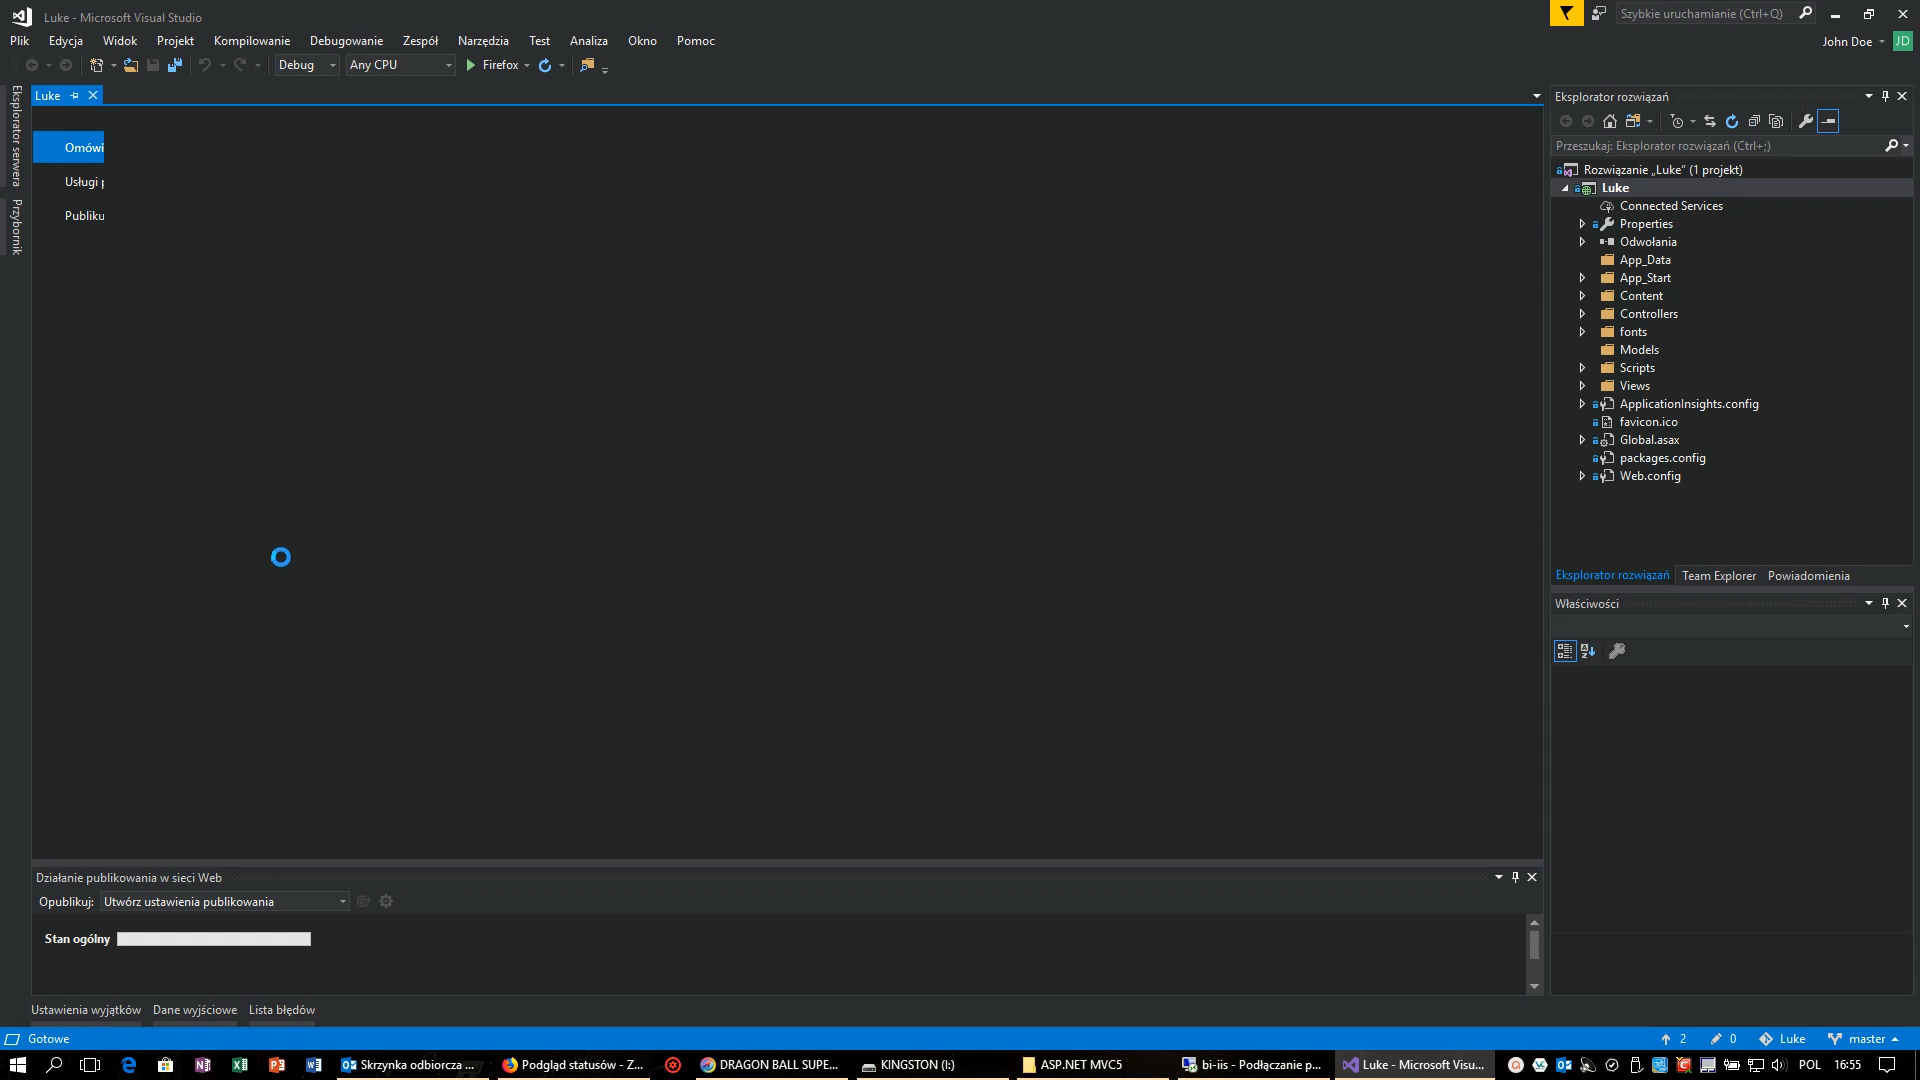 Luke - Microsoft Visual Studio
Szybkie uruchamianie (Ctrl+Q)
Plik Edycja Widok Projekt Kompilowanie Debugowanie Zespół Narzędzia Test Analiza Okno Pomoc
John Doe JD
Debug Any CPU Firefox
Eksplorator serwera
Przybornik
Luke
Omówi
Usługi p
Publiku
Eksplorator rozwiązań
Przeszukaj: Eksplorator rozwiązań (Ctrl+;)
Rozwiązanie „Luke” (1 projekt)
Luke
Connected Services
Properties
Odwołania
App_Data
App_Start
Content
Controllers
fonts
Models
Scripts
Views
ApplicationInsights.config
favicon.ico
Global.asax
packages.config
Web.config
Eksplorator rozwiązań Team Explorer Powiadomienia
Właściwości
Działanie publikowania w sieci Web
Opublikuj: Utwórz ustawienia publikowania
Stan ogólny
Ustawienia wyjątków Dane wyjściowe Lista błędów
Gotowe
2 0 Luke master
Skrzynka odbiorcza ... Podgląd statusów - Z... DRAGON BALL SUPE... KINGSTON (I:) ASP.NET MVC5 bi-iis - Podłączanie p... Luke - Microsoft Visu... POL 16:55